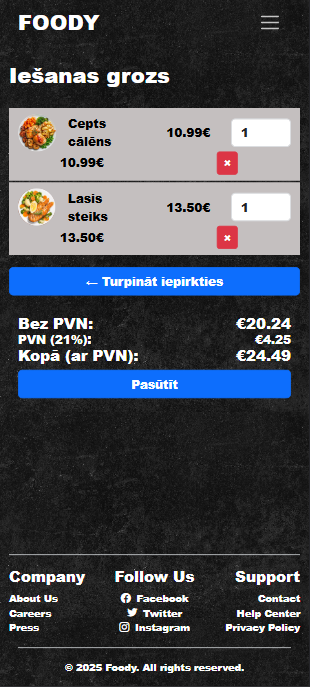 FOODY
Iešanas grozs
Cepts
cālēns
10.99€
1
10.99€
Lasis
steiks
13.50€
1
13.50€
← Turpināt iepirkties
Bez PVN: €20.24
PVN (21%): €4.25
Kopā (ar PVN): €24.49
Pasūtīt
Company Follow Us Support
About Us Facebook Contact
Careers Twitter Help Center
Press Instagram Privacy Policy
© 2025 Foody. All rights reserved.